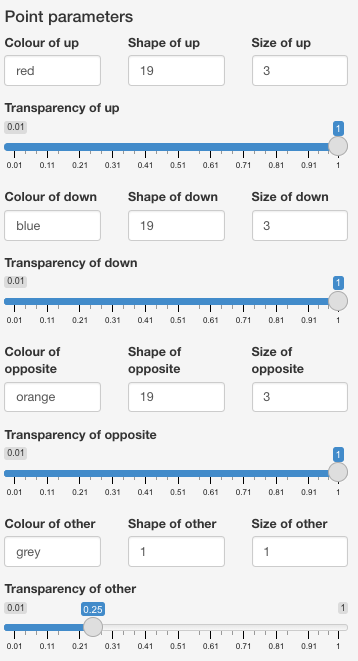 Point parameters
Colour of up Shape of up Size of up
red 19 3
Transparency of up
0.01 1
0.01 0.11 0.21 0.31 0.41 0.51 0.61 0.71 0.81 0.91 1
Colour of down Shape of down Size of down
blue 19 3
Transparency of down
0.01 1
0.01 0.11 0.21 0.31 0.41 0.51 0.61 0.71 0.81 0.91 1
Colour of Shape of Size of
opposite opposite opposite
orange 19 3
Transparency of opposite
0.01 1
0.01 0.11 0.21 0.31 0.41 0.51 0.61 0.71 0.81 0.91 1
Colour of other Shape of other Size of other
grey 1 1
Transparency of other
0.01 0.25 1
0.01 0.11 0.21 0.31 0.41 0.51 0.61 0.71 0.81 0.91 1